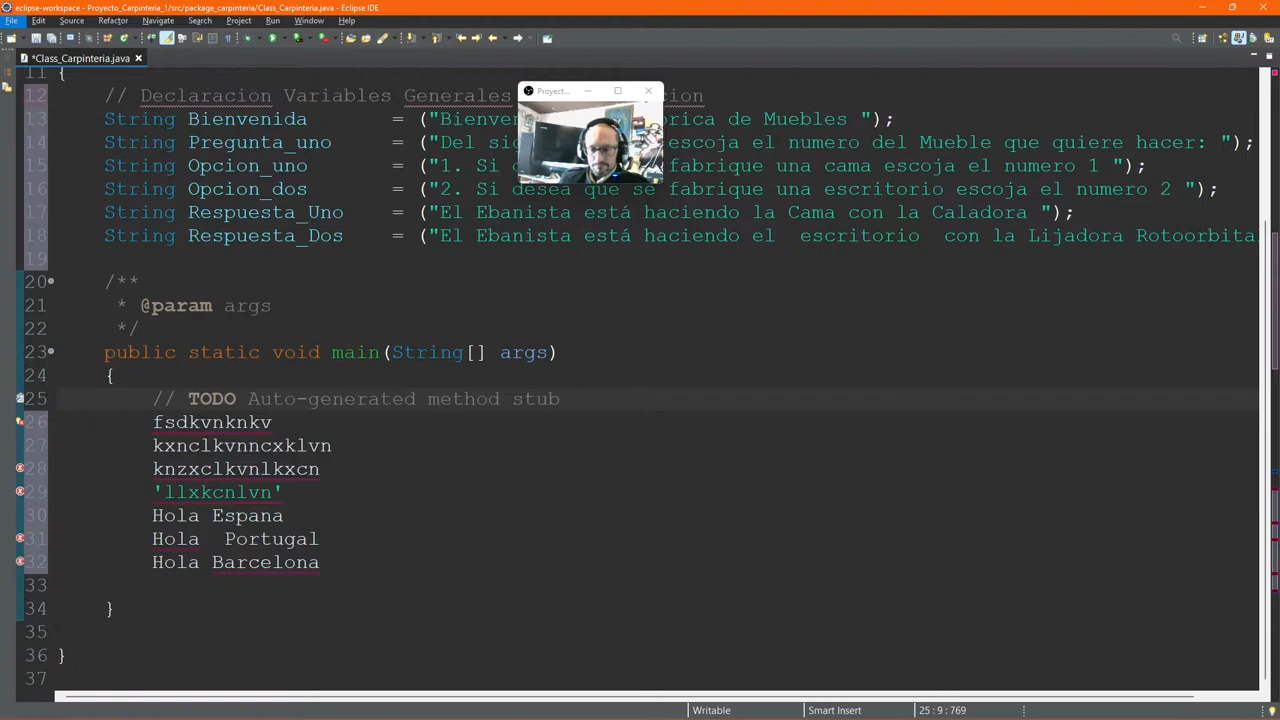 eclipse-workspace - Proyecto_Carpinteria_1/src/package_carpinteria/Class_Carpinteria.java - Eclipse IDE
File Edit Source Refactor Navigate Search Project Run Window Help
*Class_Carpinteria.java
Proyect...
11 {
12 // Declaracion Variables Generales
13 String Bienvenida = ("Bienven de Muebles ");
14 String Pregunta_uno = ("Del escoja el numero del Mueble que quiere hacer: ");
15 String Opcion_uno = ("1. Si fabrique una cama escoja el numero 1 ");
16 String Opcion_dos = ("2. Si desea que se fabrique una escritorio escoja el numero 2 ");
17 String Respuesta_Uno = ("El Ebanista está haciendo la Cama con la Caladora ");
18 String Respuesta_Dos = ("El Ebanista está haciendo el  escritorio  con la Lijadora Rotoorbital
19
20 /**
21 * @param args
22 */
23 public static void main(String[] args)
24 {
25 // TODO Auto-generated method stub
26 fsdkvnknkv
kxnclkvnncxklvn
28 knzxclkvnlkxcn
29 'llxkcnlvn'
30 Hola Espana
31 Hola  Portugal
32 Hola Barcelona
33
34 }
35
36 }
37
Writable Smart Insert 25 : 9 : 769